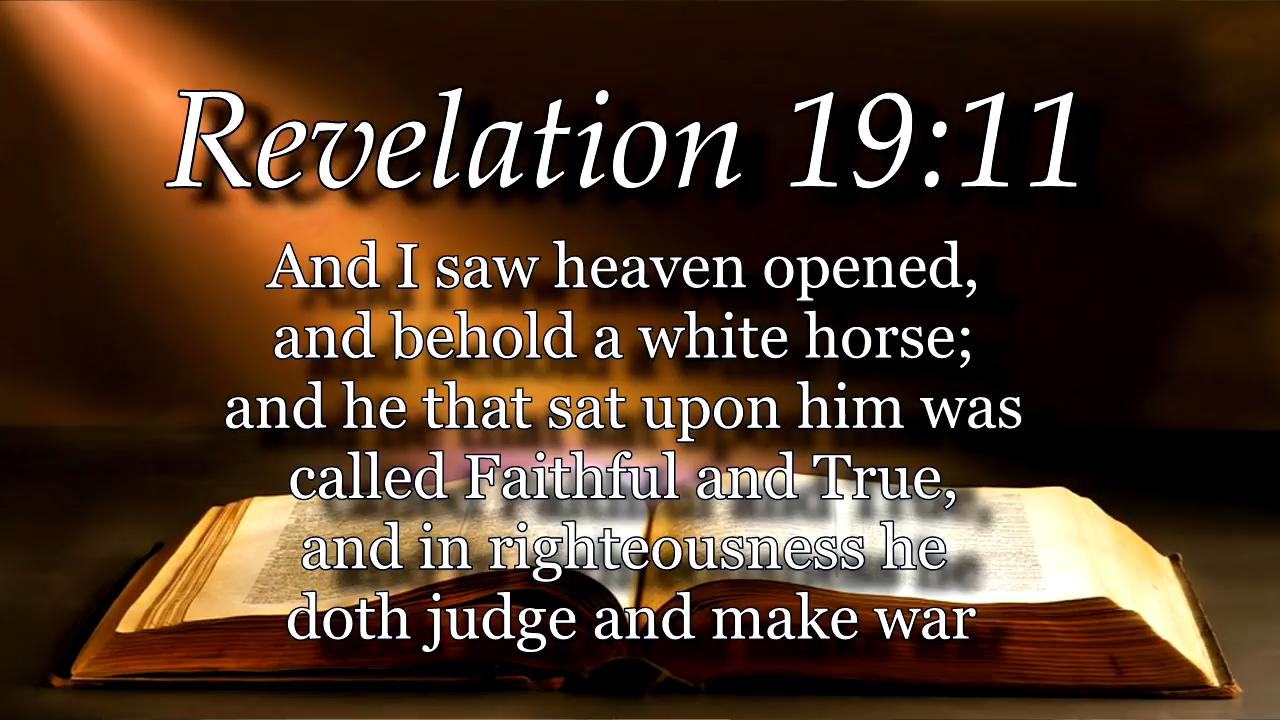 Revelation 19:11
And I saw heaven opened,
and behold a white horse;
and he that sat upon him was
called Faithful and True,
and in righteousness he
doth judge and make war